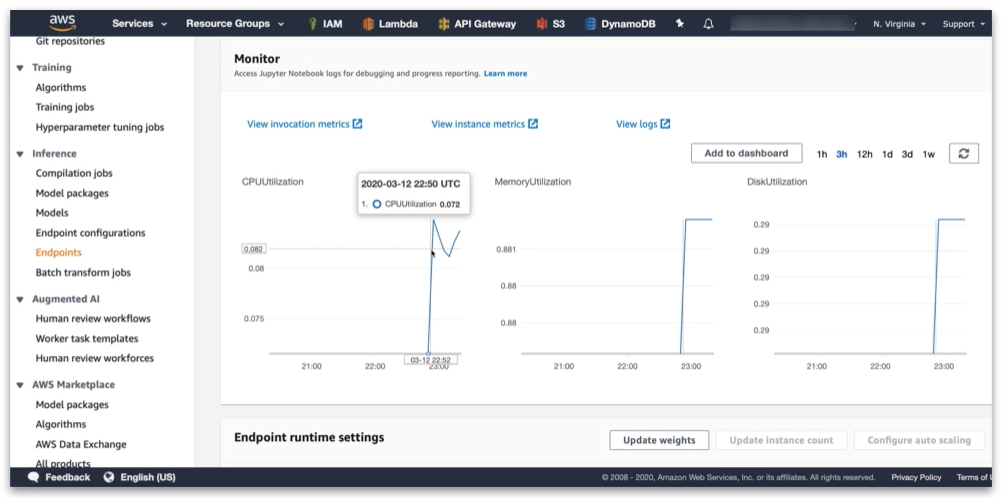 aws
Services Resource Groups IAM Lambda API Gateway S3 DynamoDB N. Virginia Support
Git repositories
Training
Algorithms
Training jobs
Hyperparameter tuning jobs
Inference
Compilation jobs
Model packages
Models
Endpoint configurations
Endpoints
Batch transform jobs
Augmented AI
Human review workflows
Worker task templates
Human review workforces
AWS Marketplace
Model packages
Algorithms
AWS Data Exchange
All products
Monitor
Access Jupyter Notebook logs for debugging and progress reporting. Learn more
View invocation metrics View instance metrics View logs
Add to dashboard 1h 3h 12h 1d 3d 1w
CPUUtilization
2020-03-12 22:50 UTC
1. CPUUtilization 0.072
0.082
0.08
0.075
21:00 22:00 23:00
03-12 22:52
MemoryUtilization
0.881
0.88
0.88
21:00 22:00 23:00
DiskUtilization
0.29
0.29
0.29
0.29
0.29
21:00 22:00 23:00
Endpoint runtime settings Update weights Update instance count Configure auto scaling
Feedback English (US) © 2008 - 2020, Amazon Web Services, Inc. or its affiliates. All rights reserved. Privacy Policy Terms of